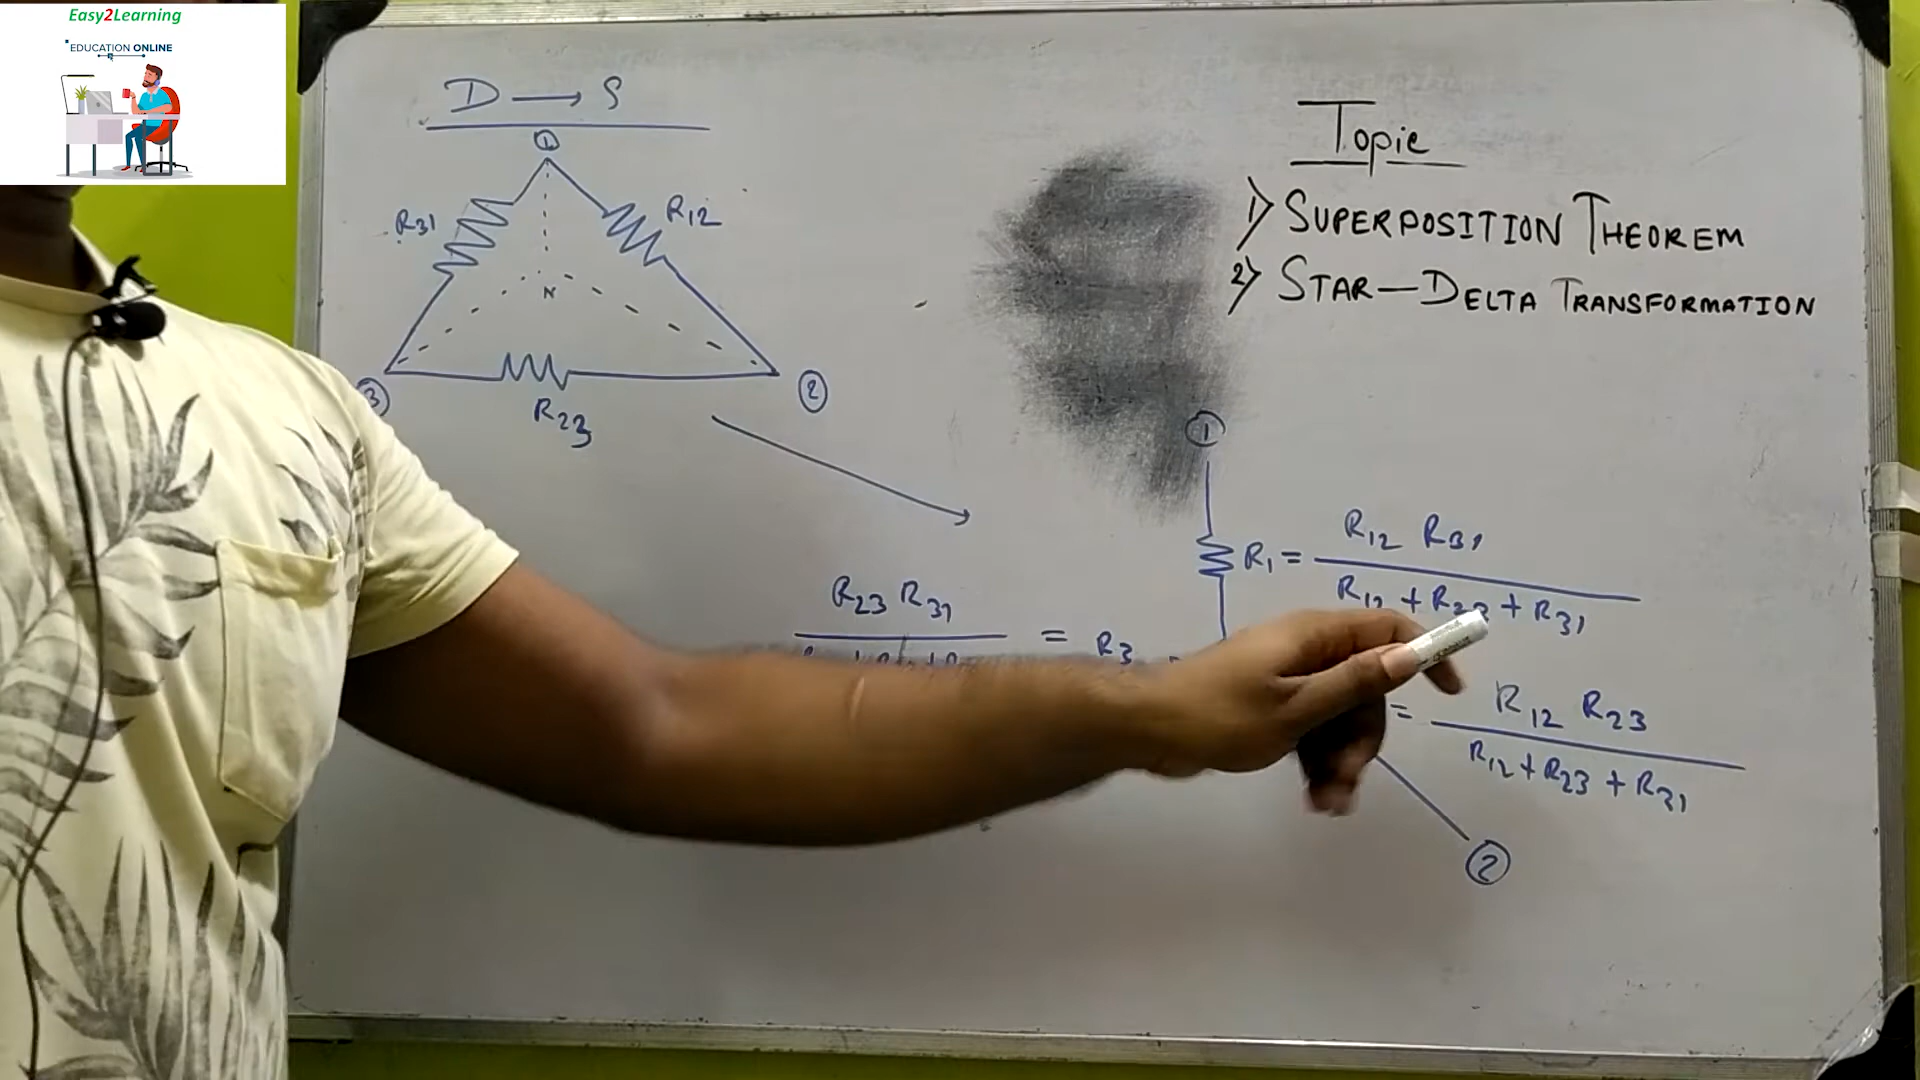 Easy2Learning
EDUCATION ONLINE
D → S
1
R31
R12
N
3
2
R23
Topic
1) SUPERPOSITION THEOREM
2) STAR-DELTA TRANSFORMATION
1
R1 = R12 R31
R12 + R23 + R31
R23 R31
= R3
= R12 R23
R12 + R23 + R31
2